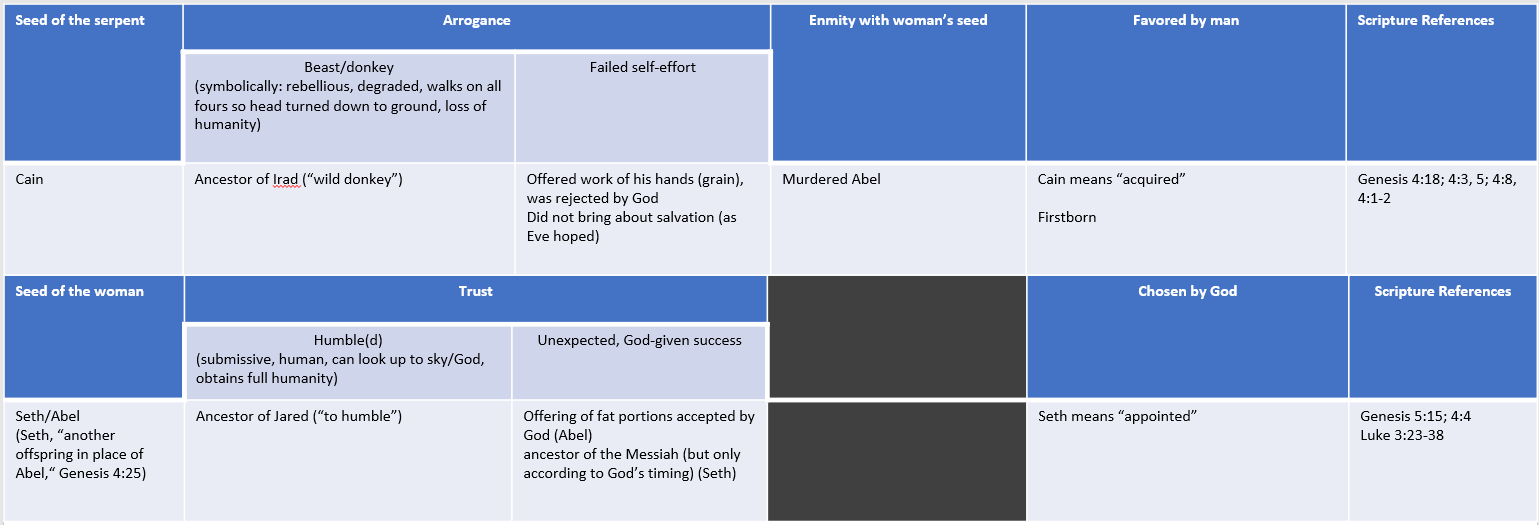 Seed of the serpent
Arrogance
Enmity with woman’s seed
Favored by man
Scripture References
Beast/donkey
(symbolically: rebellious, degraded, walks on all
fours so head turned down to ground, loss of
humanity)
Failed self-effort
Cain
Ancestor of Irad (“wild donkey”)
Offered work of his hands (grain),
was rejected by God
Did not bring about salvation (as
Eve hoped)
Murdered Abel
Cain means “acquired”
Firstborn
Genesis 4:18; 4:3, 5; 4:8,
4:1-2
Seed of the woman
Trust
Chosen by God
Scripture References
Humble(d)
(submissive, human, can look up to sky/God,
obtains full humanity)
Unexpected, God-given success
Seth/Abel
(Seth, “another
offspring in place of
Abel,“ Genesis 4:25)
Ancestor of Jared (“to humble”)
Offering of fat portions accepted by
God (Abel)
ancestor of the Messiah (but only
according to God’s timing) (Seth)
Seth means “appointed”
Genesis 5:15; 4:4
Luke 3:23-38